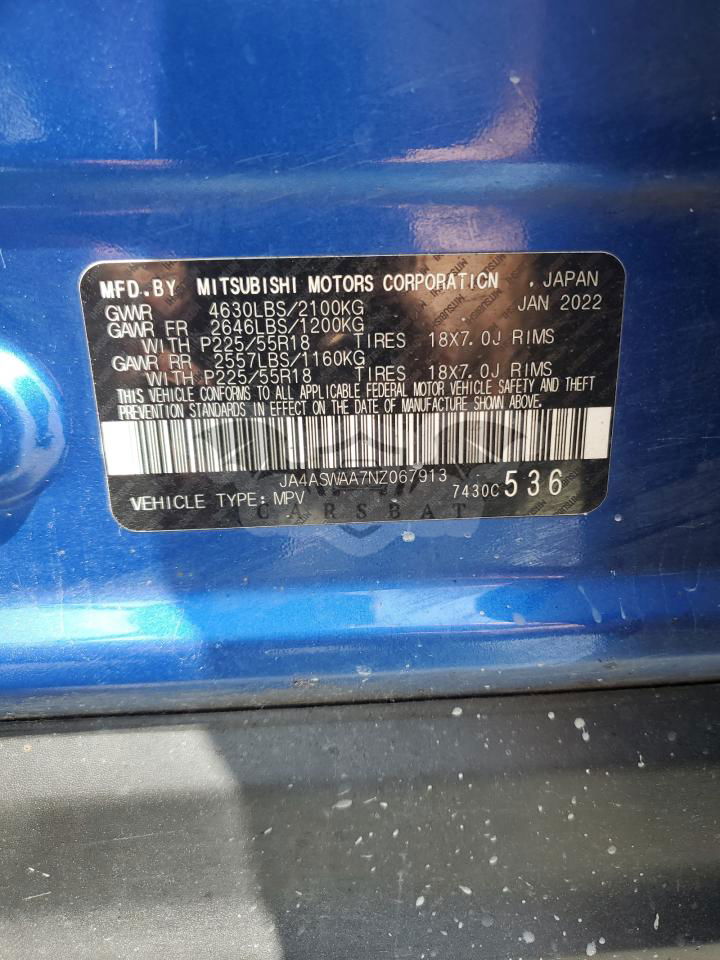 MFD.BY MITSUBISHI MOTORS CORPORATION , JAPAN
GVWR 4630LBS/2100KG JAN 2022
GAWR FR 2646LBS/1200KG
WITH P225/55R18 TIRES 18X7.0J RIMS
GAWR RR 2557LBS/1160KG
WITH P225/55R18 TIRES 18X7.0J RIMS
THIS VEHICLE CONFORMS TO ALL APPLICABLE FEDERAL MOTOR VEHICLE SAFETY AND THEFT
PREVENTION STANDARDS IN EFFECT ON THE DATE OF MANUFACTURE SHOWN ABOVE.
JA4ASWAA7NZ067913
VEHICLE TYPE: MPV 7430C 536
CARSBAT